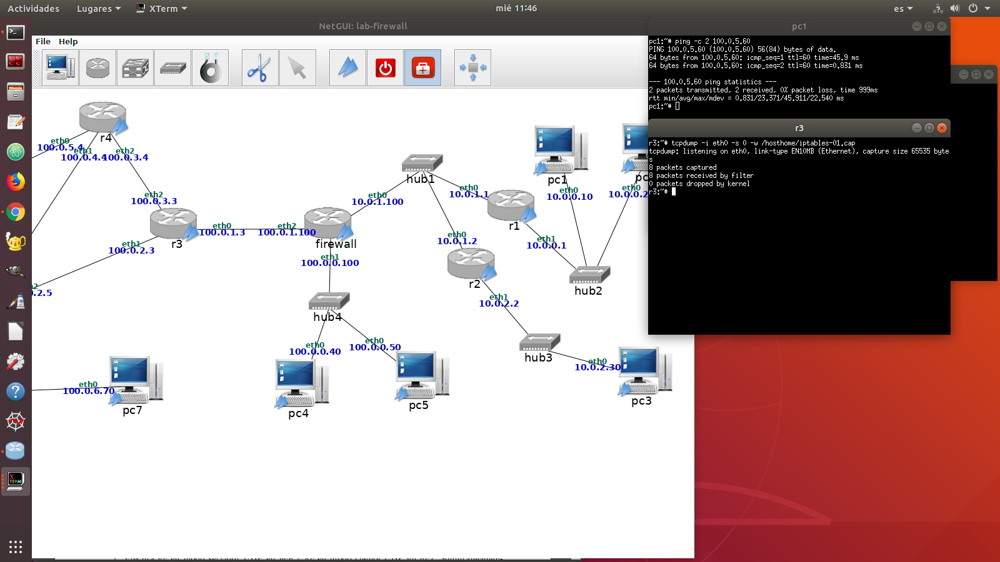 Actividades
Lugares
XTerm
mié 11:46
es
NetGUI: lab-firewall
File Help
r4
eth0
100.0.5.4
eth1
100.0.4.4
eth2
100.0.3.4
eth2
100.0.3.3
r3
eth0
100.0.1.3
eth1
100.0.2.3
0.2.5
eth2
100.0.1.100
firewall
eth0
10.0.1.100
eth1
100.0.0.100
hub1
eth0
10.0.1.1
r1
eth1
10.0.0.1
eth0
10.0.1.2
r2
eth1
10.0.2.2
pc1
eth0
10.0.0.10
pc
eth0
10.0.0.2
hub2
hub3
eth0
10.0.2.30
pc3
hub4
eth0
100.0.0.40
pc4
eth0
100.0.0.50
pc5
eth0
100.0.6.70
pc7
pc1
pc1:~# ping -c 2 100.0.5.60
PING 100.0.5.60 (100.0.5.60) 56(84) bytes of data.
64 bytes from 100.0.5.60: icmp_seq=1 ttl=60 time=45.9 ms
64 bytes from 100.0.5.60: icmp_seq=2 ttl=60 time=0.831 ms
--- 100.0.5.60 ping statistics ---
2 packets transmitted, 2 received, 0% packet loss, time 999ms
rtt min/avg/max/mdev = 0.831/23.371/45.911/22.540 ms
pc1:~#
r3
r3:~# tcpdump -i eth0 -s 0 -w /hosthome/iptables-01.cap
tcpdump: listening on eth0, link-type EN10MB (Ethernet), capture size 65535 byte
s
8 packets captured
8 packets received by filter
0 packets dropped by kernel
r3:~#
X
TERM